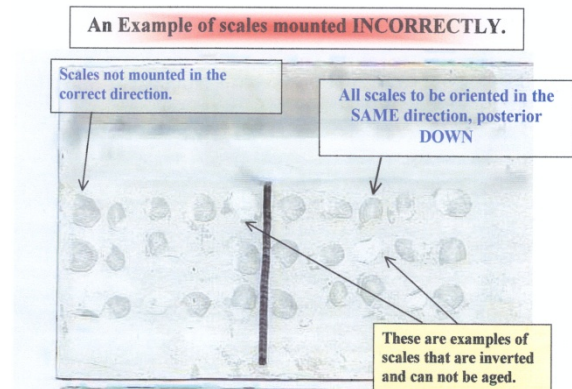 An Example of scales mounted INCORRECTLY.
Scales not mounted in the
correct direction.
All scales to be oriented in the
SAME direction, posterior
DOWN
These are examples of
scales that are inverted
and can not be aged.